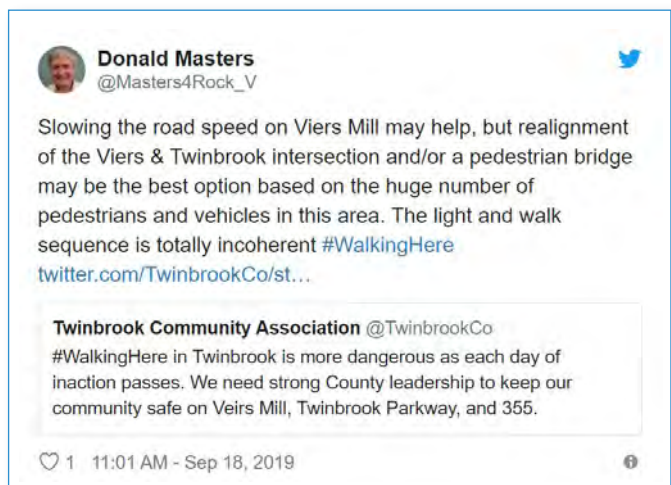 Donald Masters
@Masters4Rock_V
Slowing the road speed on Viers Mill may help, but realignment
of the Viers & Twinbrook intersection and/or a pedestrian bridge
may be the best option based on the huge number of
pedestrians and vehicles in this area. The light and walk
sequence is totally incoherent #WalkingHere
twitter.com/TwinbrookCo/st…
Twinbrook Community Association @TwinbrookCo
#WalkingHere in Twinbrook is more dangerous as each day of
inaction passes. We need strong County leadership to keep our
community safe on Veirs Mill, Twinbrook Parkway, and 355.
1 11:01 AM - Sep 18, 2019